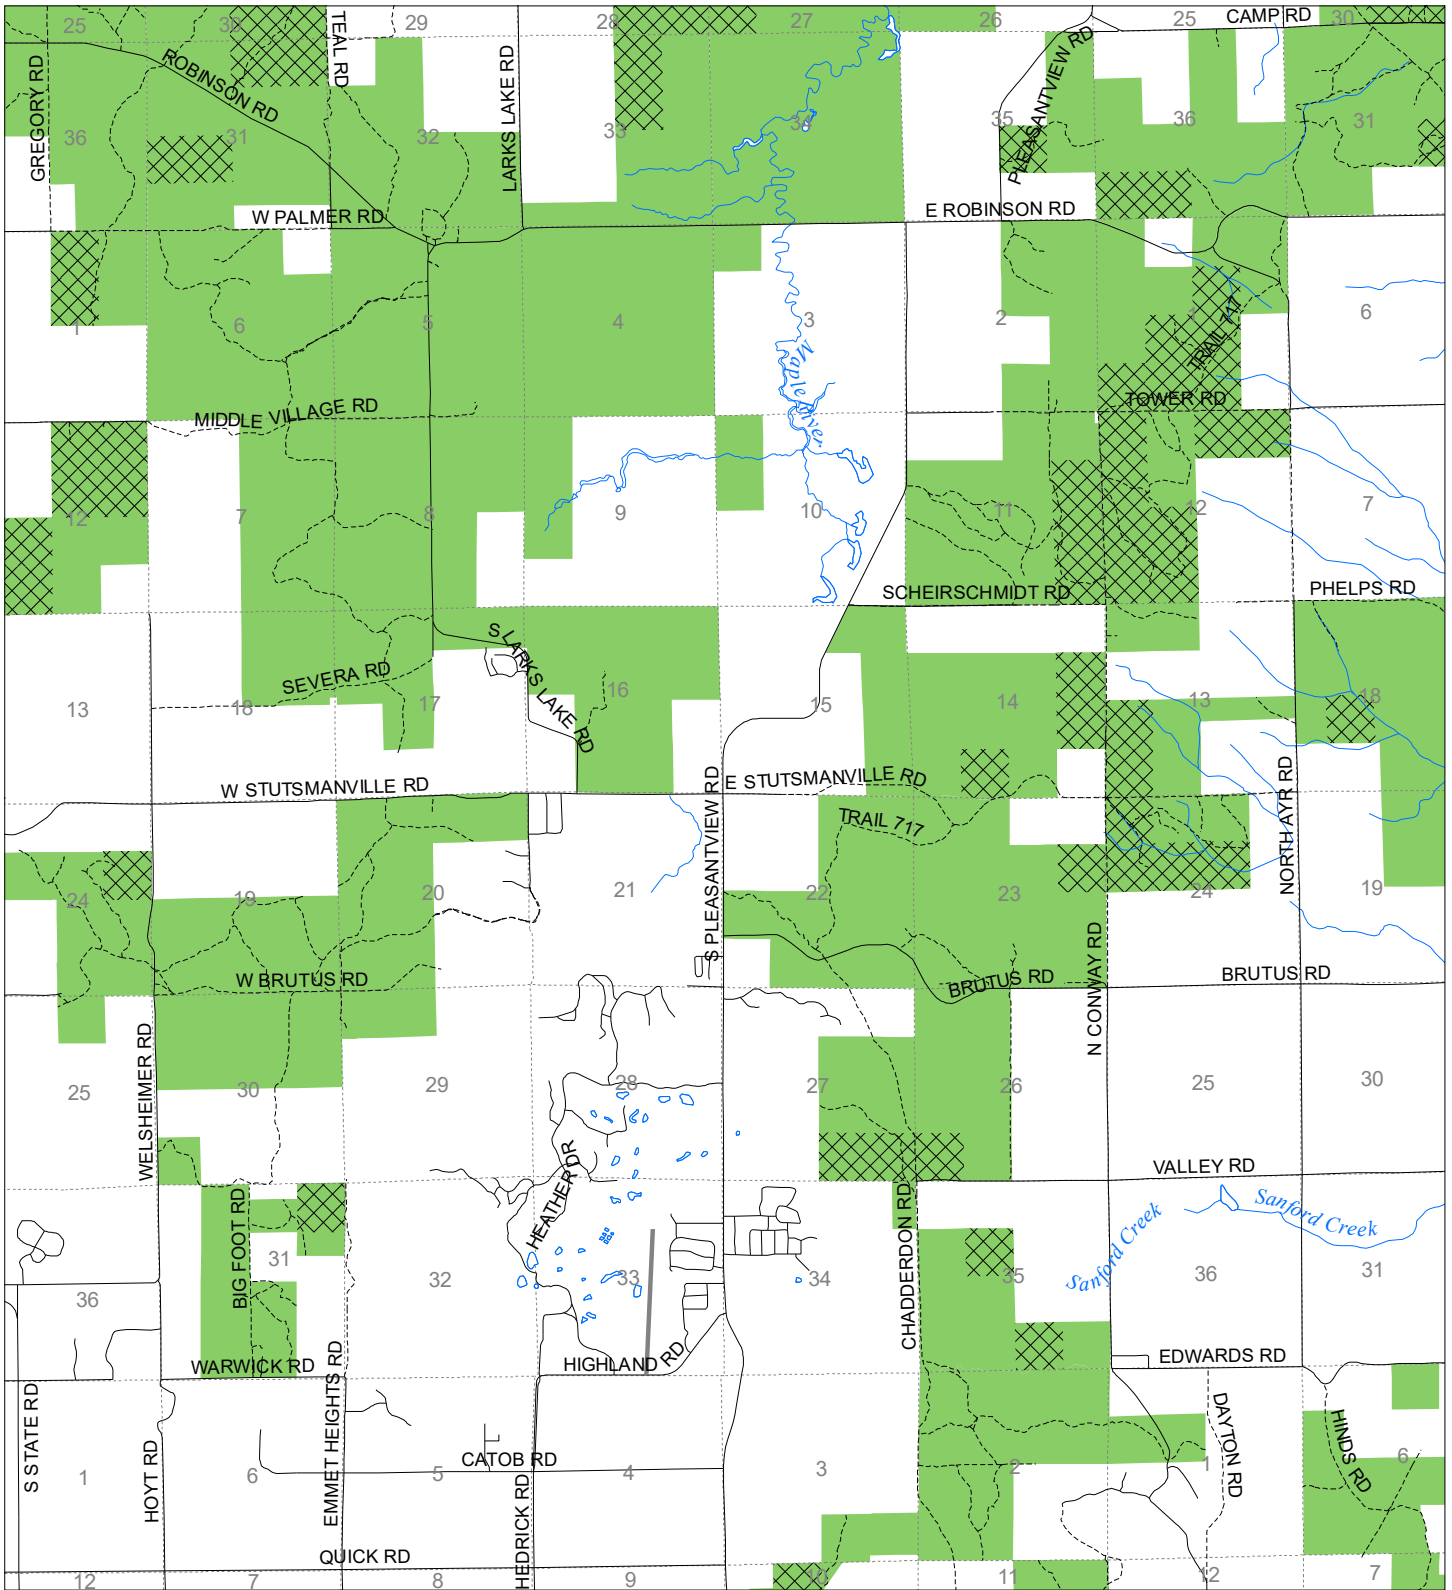 25
30
TEAL RD
29
28
27
26
25
CAMP RD
30
GREGORY RD
ROBINSON RD
LARKS LAKE RD
PLEASANTVIEW RD
36
31
32
33
34
35
36
31
W PALMER RD
E ROBINSON RD
1
6
5
4
3
2
1
6
Maple River
TRAIL 717
MIDDLE VILLAGE RD
TOWER RD
12
7
8
9
10
11
12
7
SCHEIRSCHMIDT RD
PHELPS RD
S LARKS LAKE RD
SEVERA RD
13
18
17
16
15
14
13
18
W STUTSMANVILLE RD
E STUTSMANVILLE RD
S PLEASANTVIEW RD
NORTH AYR RD
TRAIL 717
24
19
20
21
22
23
24
19
W BRUTUS RD
BRUTUS RD
BRUTUS RD
N CONWAY RD
WELSHEIMER RD
25
30
29
28
27
26
25
30
HEATHER DR
VALLEY RD
BIG FOOT RD
CHADDERDON RD
Sanford Creek
Sanford Creek
36
31
32
33
34
35
36
31
WARWICK RD
HIGHLAND RD
EDWARDS RD
S STATE RD
HOYT RD
EMMET HEIGHTS RD
HEDRICK RD
DAYTON RD
HINDS RD
CATOB RD
1
6
5
4
3
2
1
6
QUICK RD
12
7
8
9
10
11
12
7